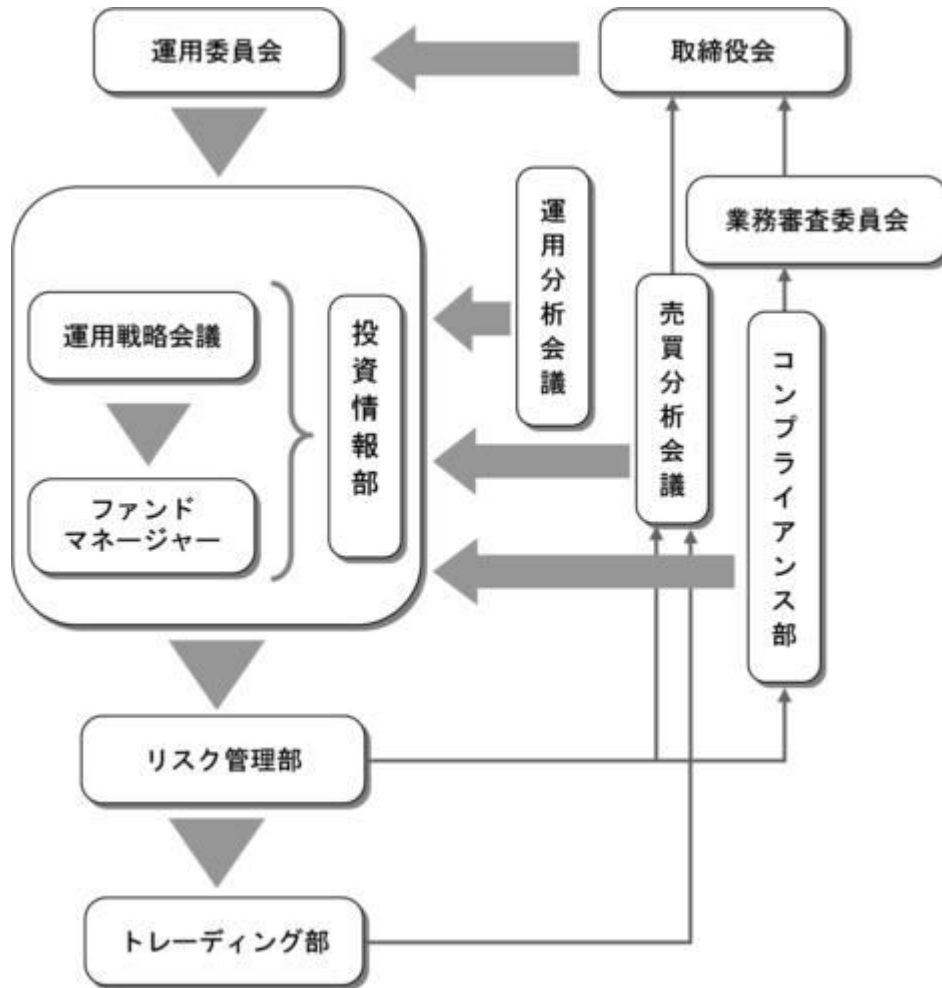 運用委員会
取締役会
運用分析会議
業務審査委員会
売買分析会議
運用戦略会議
投資情報部
コンプライアンス部
ファンド
マネージャー
リスク管理部
トレーディング部